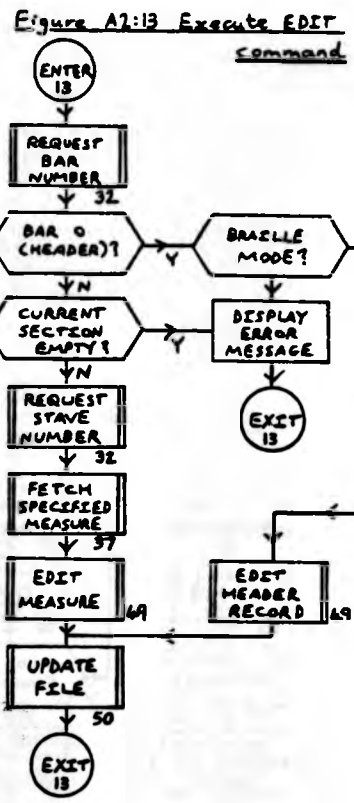 Figure A2:13 Execute EDIT
command
ENTER
13
REQUEST
BAR
NUMBER
32
BAR 0
(HEADER)?
Y
BRAILLE
MODE?
N
CURRENT
SECTION
EMPTY?
Y
DISPLAY
ERROR
MESSAGE
N
EXIT
13
REQUEST
STAVE
NUMBER
32
FETCH
SPECIFIED
MEASURE
37
EDIT
MEASURE
49
EDIT
HEADER
RECORD
49
UPDATE
FILE
50
EXIT
13